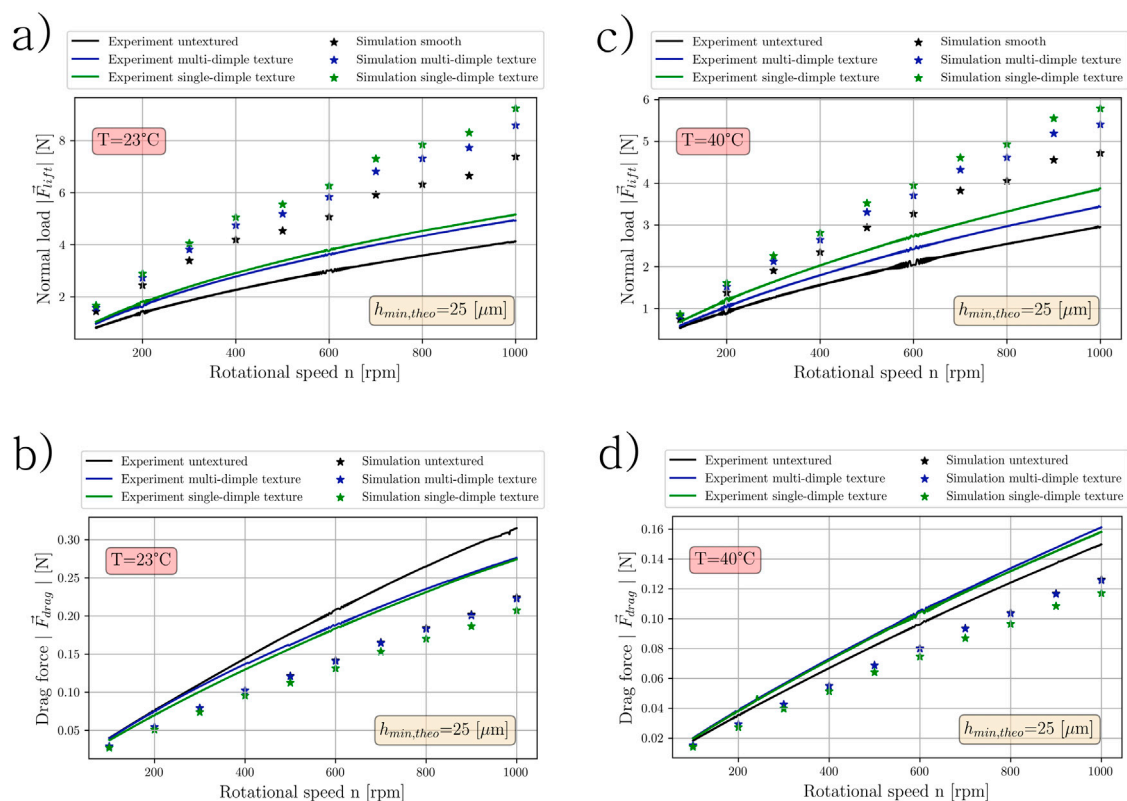 a)
Experiment untextured
Experiment multi-dimple texture
Experiment single-dimple texture
Simulation smooth
Simulation multi-dimple texture
Simulation single-dimple texture
Normal load |F⃗_lift| [N]
8
6
4
2
T=23°C
h_min,theo=25 [μm]
200 400 600 800 1000
Rotational speed n [rpm]
c)
Experiment untextured
Experiment multi-dimple texture
Experiment single-dimple texture
Simulation smooth
Simulation multi-dimple texture
Simulation single-dimple texture
Normal load |F⃗_lift| [N]
6
5
4
3
2
1
T=40°C
h_min,theo=25 [μm]
200 400 600 800 1000
Rotational speed n [rpm]
b)
Experiment untextured
Experiment multi-dimple texture
Experiment single-dimple texture
Simulation untextured
Simulation multi-dimple texture
Simulation single-dimple texture
Drag force | F⃗_drag | [N]
0.30
0.25
0.20
0.15
0.10
0.05
T=23°C
h_min,theo=25 [μm]
200 400 600 800 1000
Rotational speed n [rpm]
d)
Experiment untextured
Experiment multi-dimple texture
Experiment single-dimple texture
Simulation untextured
Simulation multi-dimple texture
Simulation single-dimple texture
Drag force | F⃗_drag | [N]
0.16
0.14
0.12
0.10
0.08
0.06
0.04
0.02
T=40°C
h_min,theo=25 [μm]
200 400 600 800 1000
Rotational speed n [rpm]